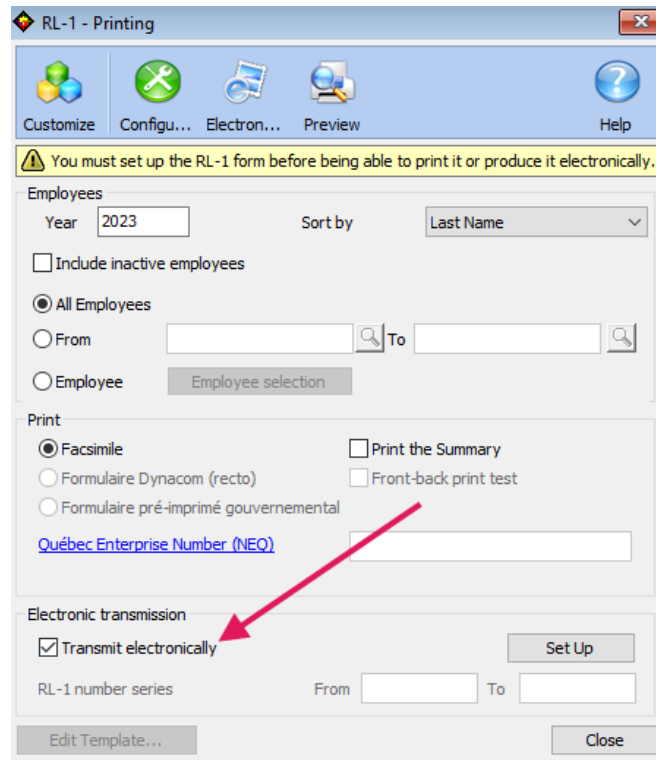 RL-1 - Printing
Customize Configu... Electron... Preview Help
You must set up the RL-1 form before being able to print it or produce it electronically.
Employees
Year 2023 Sort by Last Name
Include inactive employees
All Employees
From To
Employee Employee selection
Print
Facsimile Print the Summary
Formulaire Dynacom (recto) Front-back print test
Formulaire pré-imprimé gouvernemental
Québec Enterprise Number (NEQ)
Electronic transmission
Transmit electronically Set Up
RL-1 number series From To
Edit Template... Close